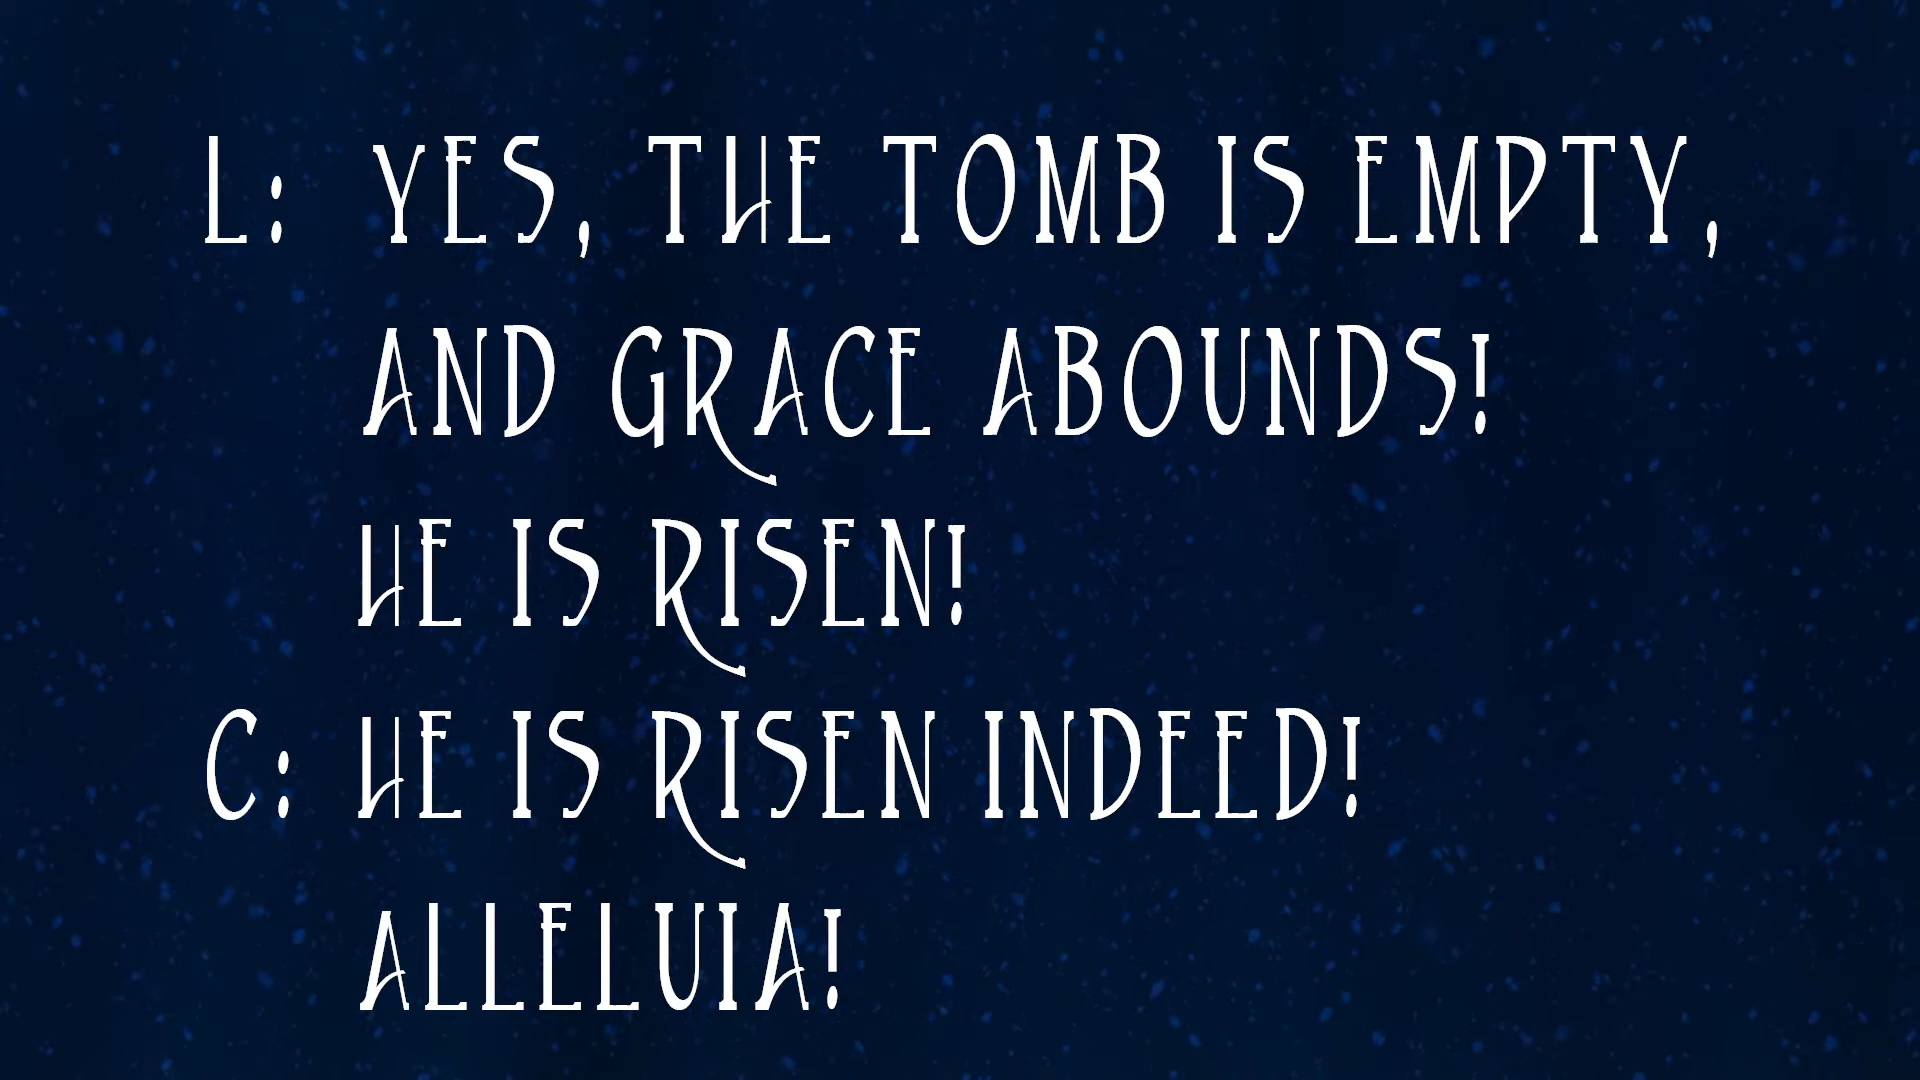 L: YES, THE TOMB IS EMPTY,
AND GRACE ABOUNDS!
HE IS RISEN!
C: HE IS RISEN INDEED!
ALLELUIA!